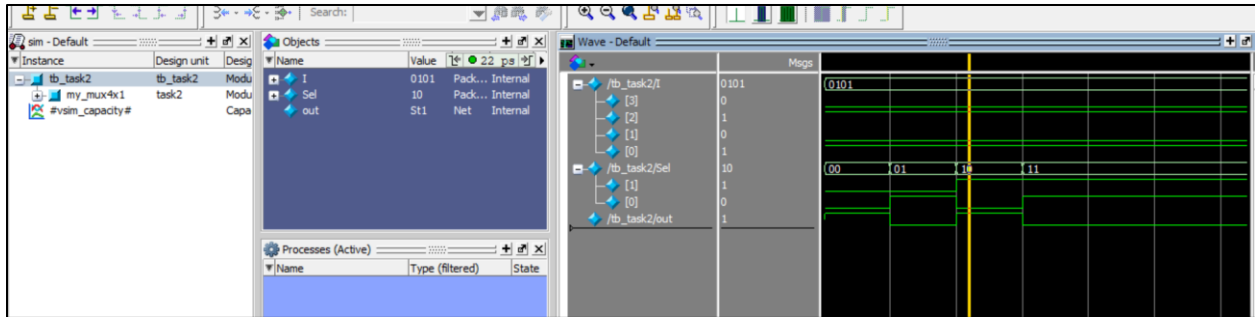 Search:
sim - Default
Instance Design unit Desig
tb_task2 tb_task2 Modu
my_mux4x1 task2 Modu
#vsim_capacity# Capa
Objects
Name Value 22 ps
I 0101 Pack... Internal
Sel 10 Pack... Internal
out St1 Net Internal
Processes (Active)
Name Type (filtered) State
Wave - Default
Msgs
/tb_task2/I 0101 0101
[3] 0
[2] 1
[1] 0
[0] 1
/tb_task2/Sel 10 00 01 10 11
[1] 1
[0] 0
/tb_task2/out 1